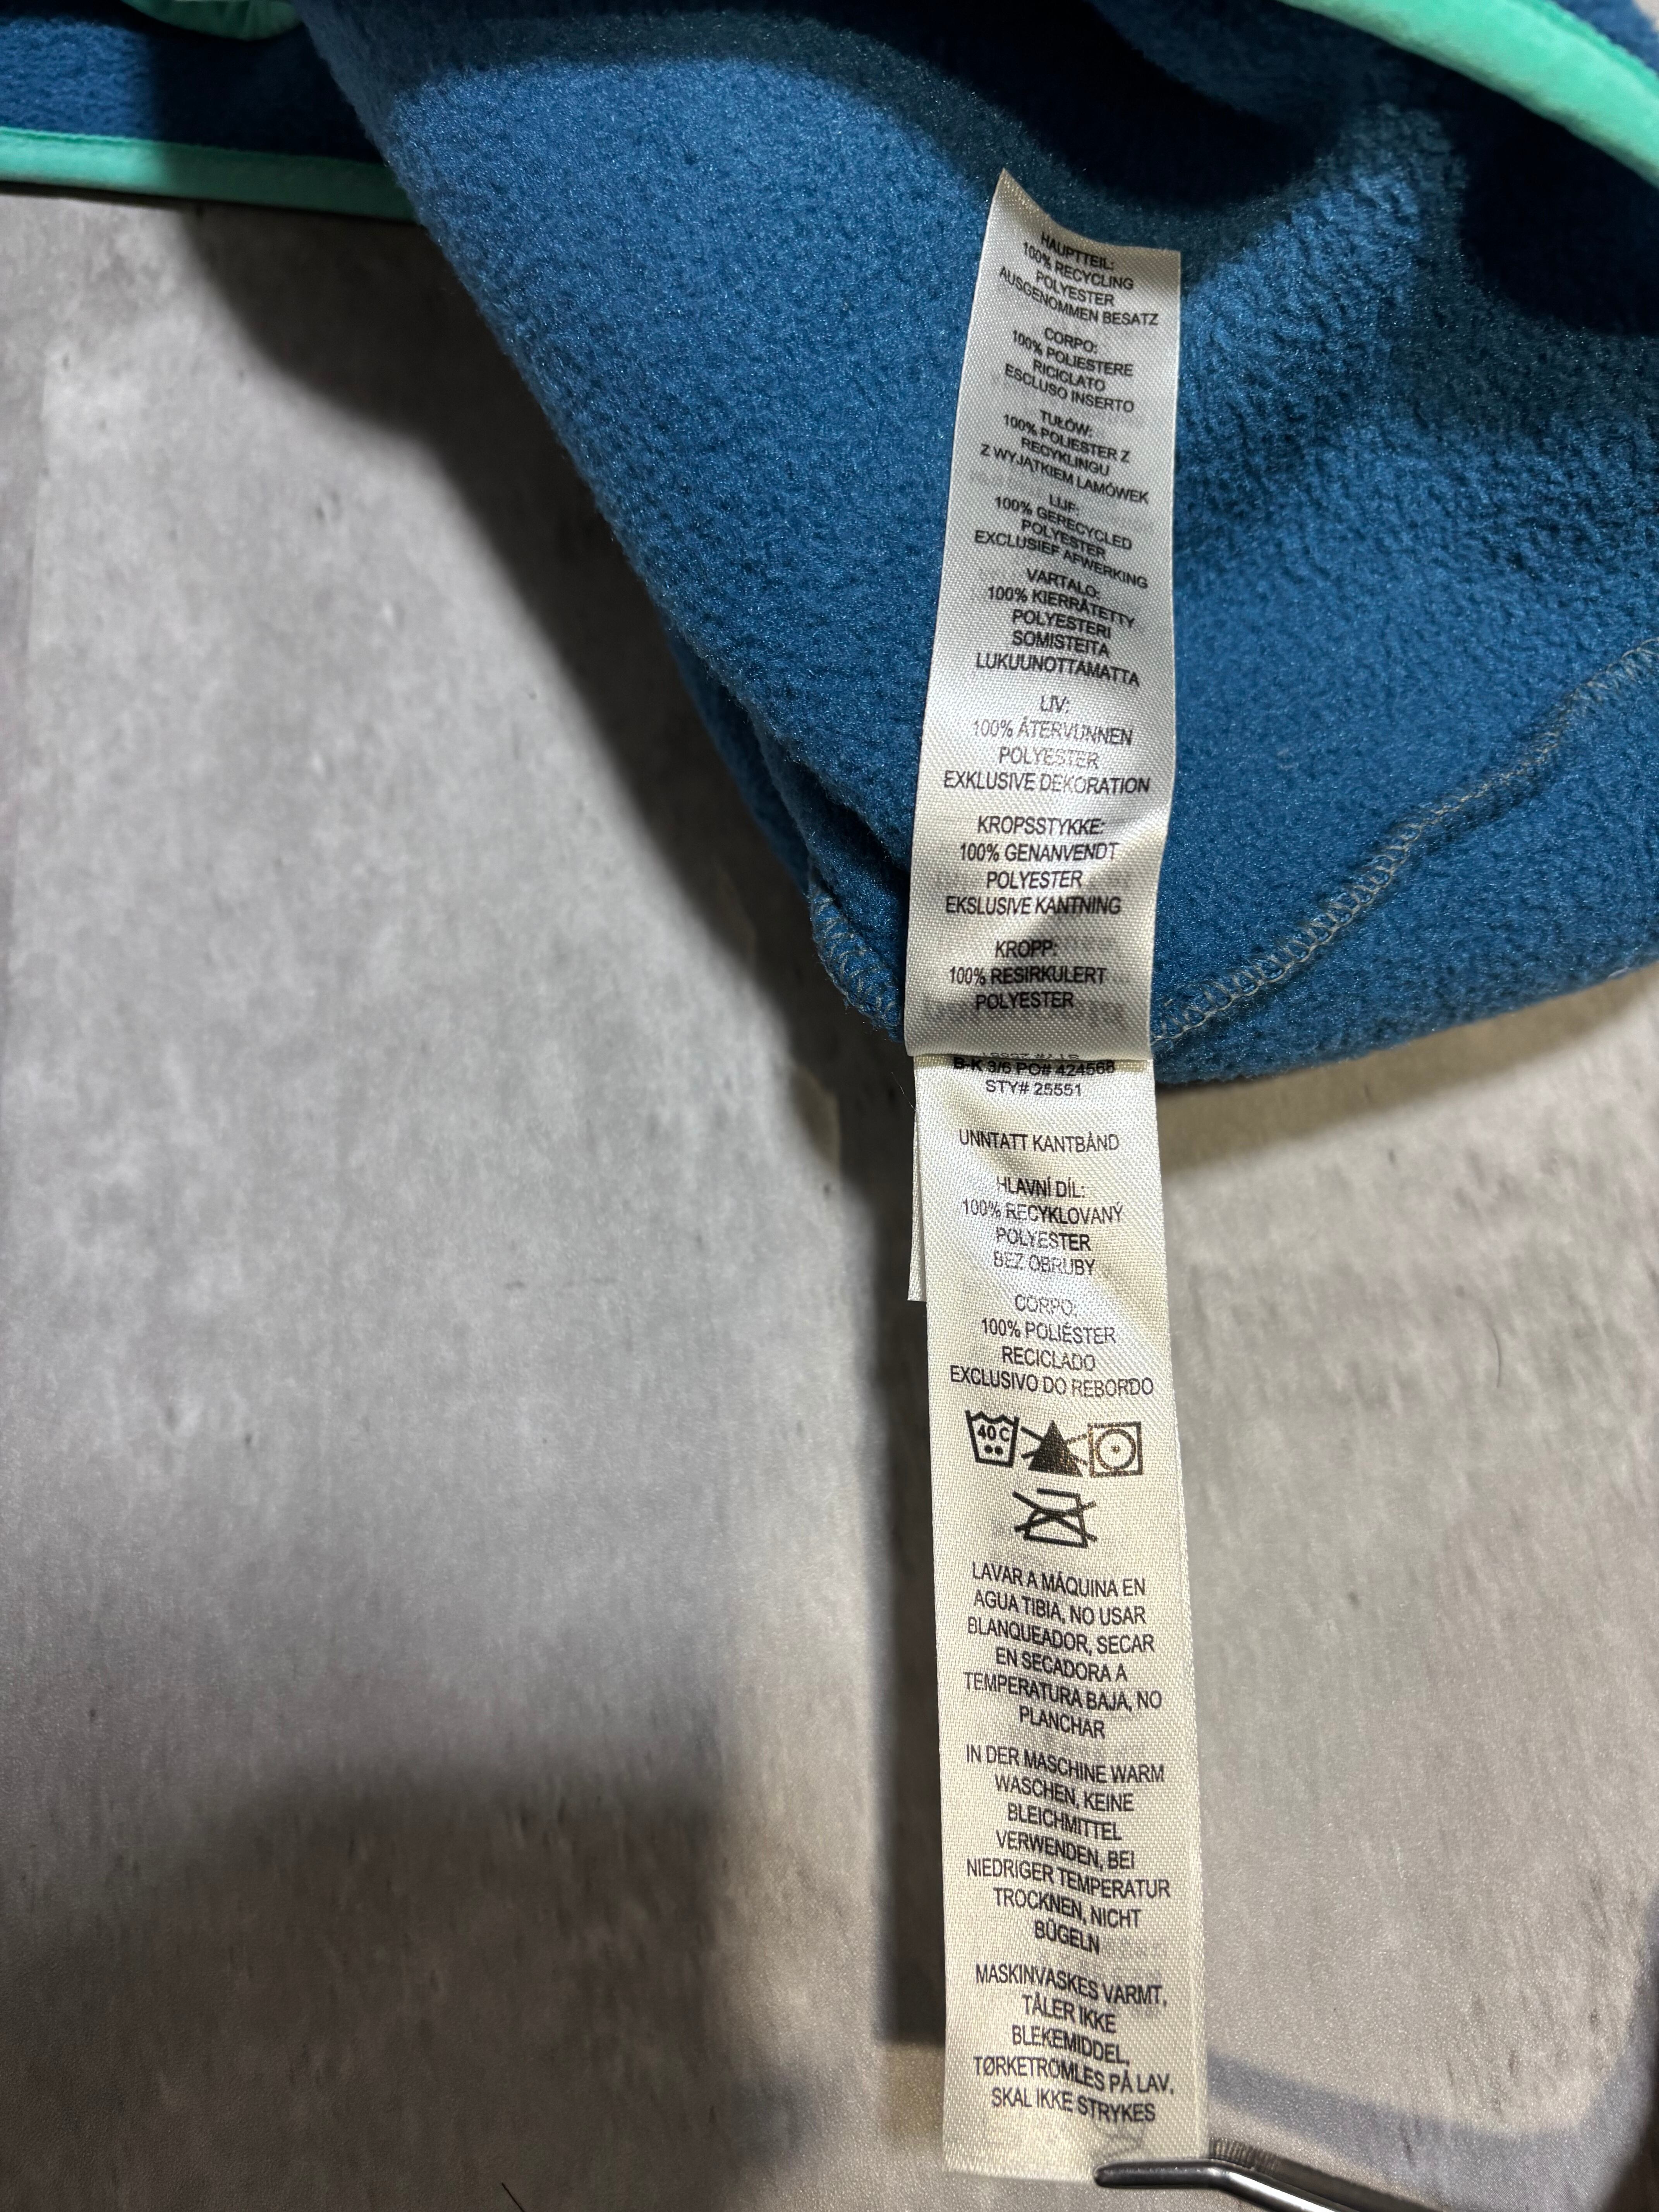 HAUPTTEIL:
100% RECYCLING
POLYESTER
AUSGENOMMEN BESATZ
CORPO:
100% POLIESTERE
RICICLATO
ESCLUSO INSERTO
TUŁÓW:
100% POLIESTER Z
RECYKLINGU
Z WYJĄTKIEM LAMÓWEK
LIJF:
100% GERECYCLED
POLYESTER
EXCLUSIEF AFWERKING
VARTALO:
100% KIERRÄTETTY
POLYESTERI
SOMISTEITA
LUKUUNOTTAMATTA
LIV:
100% ÅTERVUNNEN
POLYESTER
EXKLUSIVE DEKORATION
KROPSSTYKKE:
100% GENANVENDT
POLYESTER
EKSLUSIVE KANTNING
KROPP:
100% RESIRKULERT
POLYESTER
B-K 3/6 PO# 424568
STY# 25551
UNNTATT KANTBÅND
HLAVNÍ DÍL:
100% RECYKLOVANÝ
POLYESTER
BEZ OBRUBY
CORPO:
100% POLIÉSTER
RECICLADO
EXCLUSIVO DO REBORDO
40 C
LAVAR A MÁQUINA EN
AGUA TIBIA, NO USAR
BLANQUEADOR, SECAR
EN SECADORA A
TEMPERATURA BAJA, NO
PLANCHAR
IN DER MASCHINE WARM
WASCHEN, KEINE
BLEICHMITTEL
VERWENDEN, BEI
NIEDRIGER TEMPERATUR
TROCKNEN, NICHT
BÜGELN
MASKINVASKES VARMT,
TÅLER IKKE
BLEKEMIDDEL,
TØRKETROMLES PÅ LAV,
SKAL IKKE STRYKES